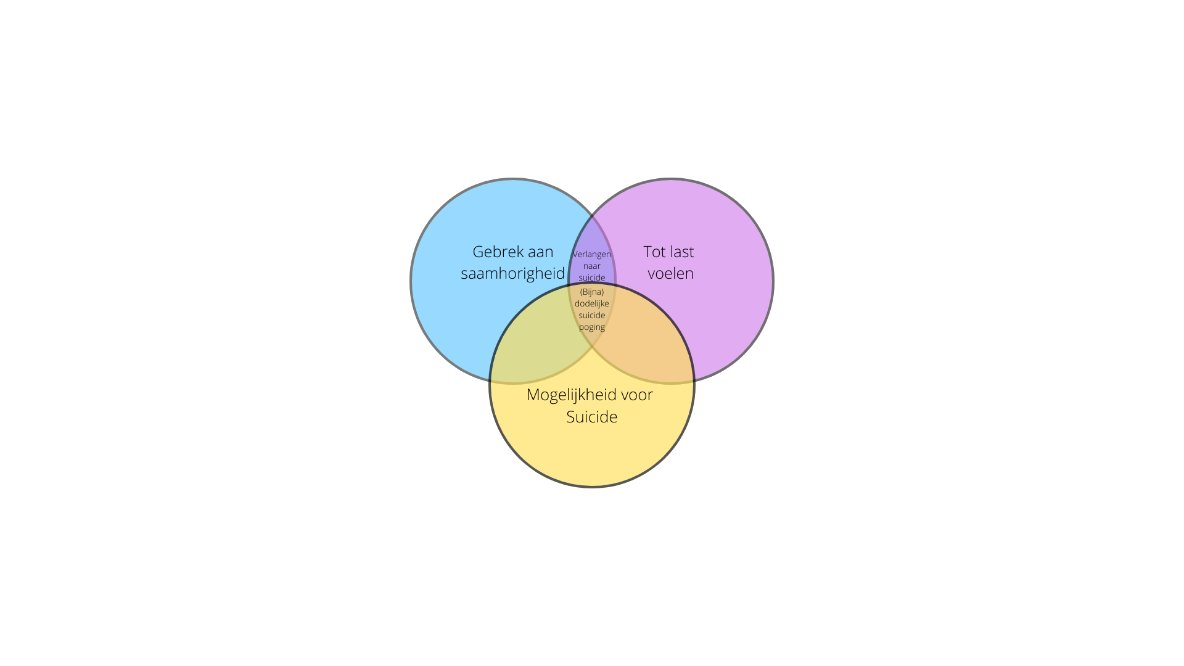 Gebrek aan
saamhorigheid
Verlangen
naar
suicide
Tot last
voelen
(Bijna)
dodelijke
suicide
poging
Mogelijkheid voor
Suicide